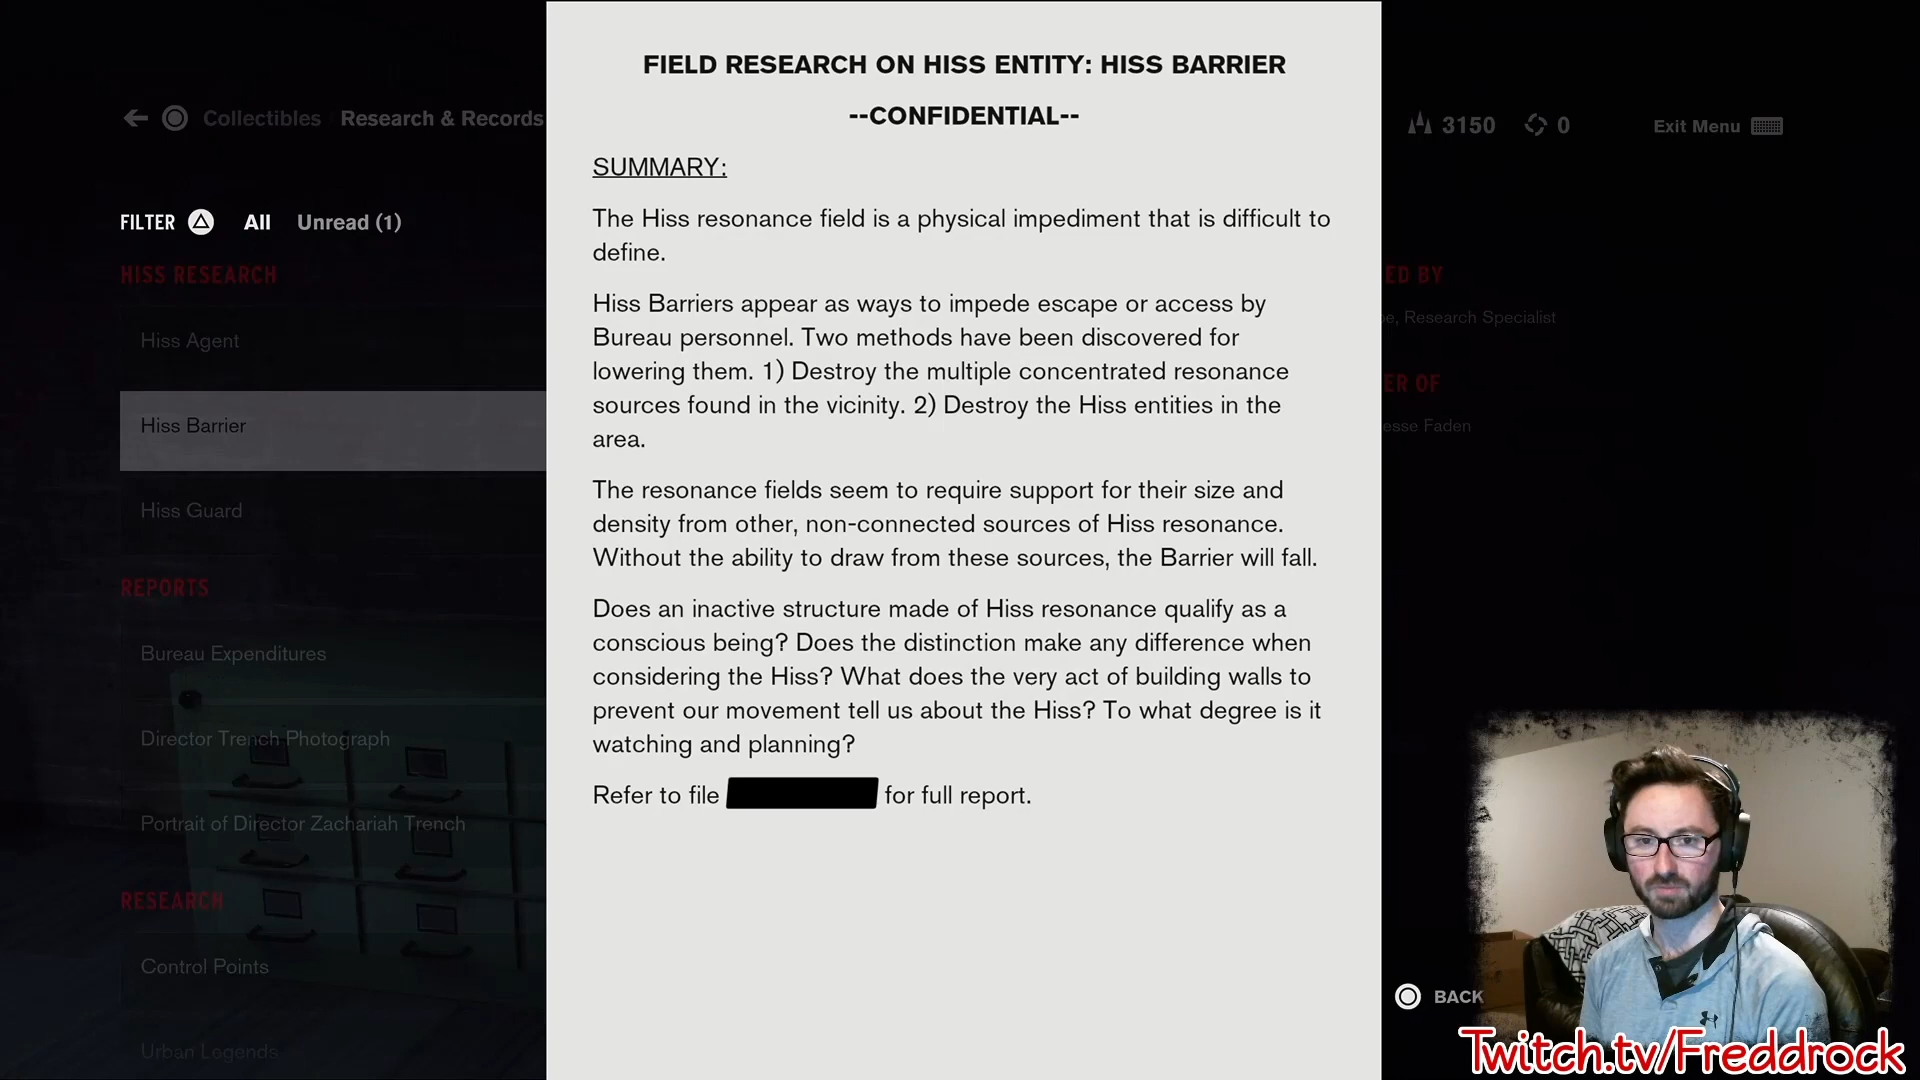 FIELD RESEARCH ON HISS ENTITY: HISS BARRIER
--CONFIDENTIAL--
SUMMARY:
The Hiss resonance field is a physical impediment that is difficult to
define.
Hiss Barriers appear as ways to impede escape or access by
Bureau personnel. Two methods have been discovered for
lowering them. 1) Destroy the multiple concentrated resonance
sources found in the vicinity. 2) Destroy the Hiss entities in the
area.
The resonance fields seem to require support for their size and
density from other, non-connected sources of Hiss resonance.
Without the ability to draw from these sources, the Barrier will fall.
Does an inactive structure made of Hiss resonance qualify as a
conscious being? Does the distinction make any difference when
considering the Hiss? What does the very act of building walls to
prevent our movement tell us about the Hiss? To what degree is it
watching and planning?
Refer to file for full report.
Collectibles Research & Records
3150 0 Exit Menu
FILTER All Unread (1)
HISS RESEARCH
Hiss Agent
Hiss Barrier
Hiss Guard
REPORTS
Bureau Expenditures
Director Trench Photograph
Portrait of Director Zachariah Trench
RESEARCH
Control Points
Urban Legends
ED BY
e, Research Specialist
ER OF
esse Faden
BACK
Twitch.tv/Freddrock